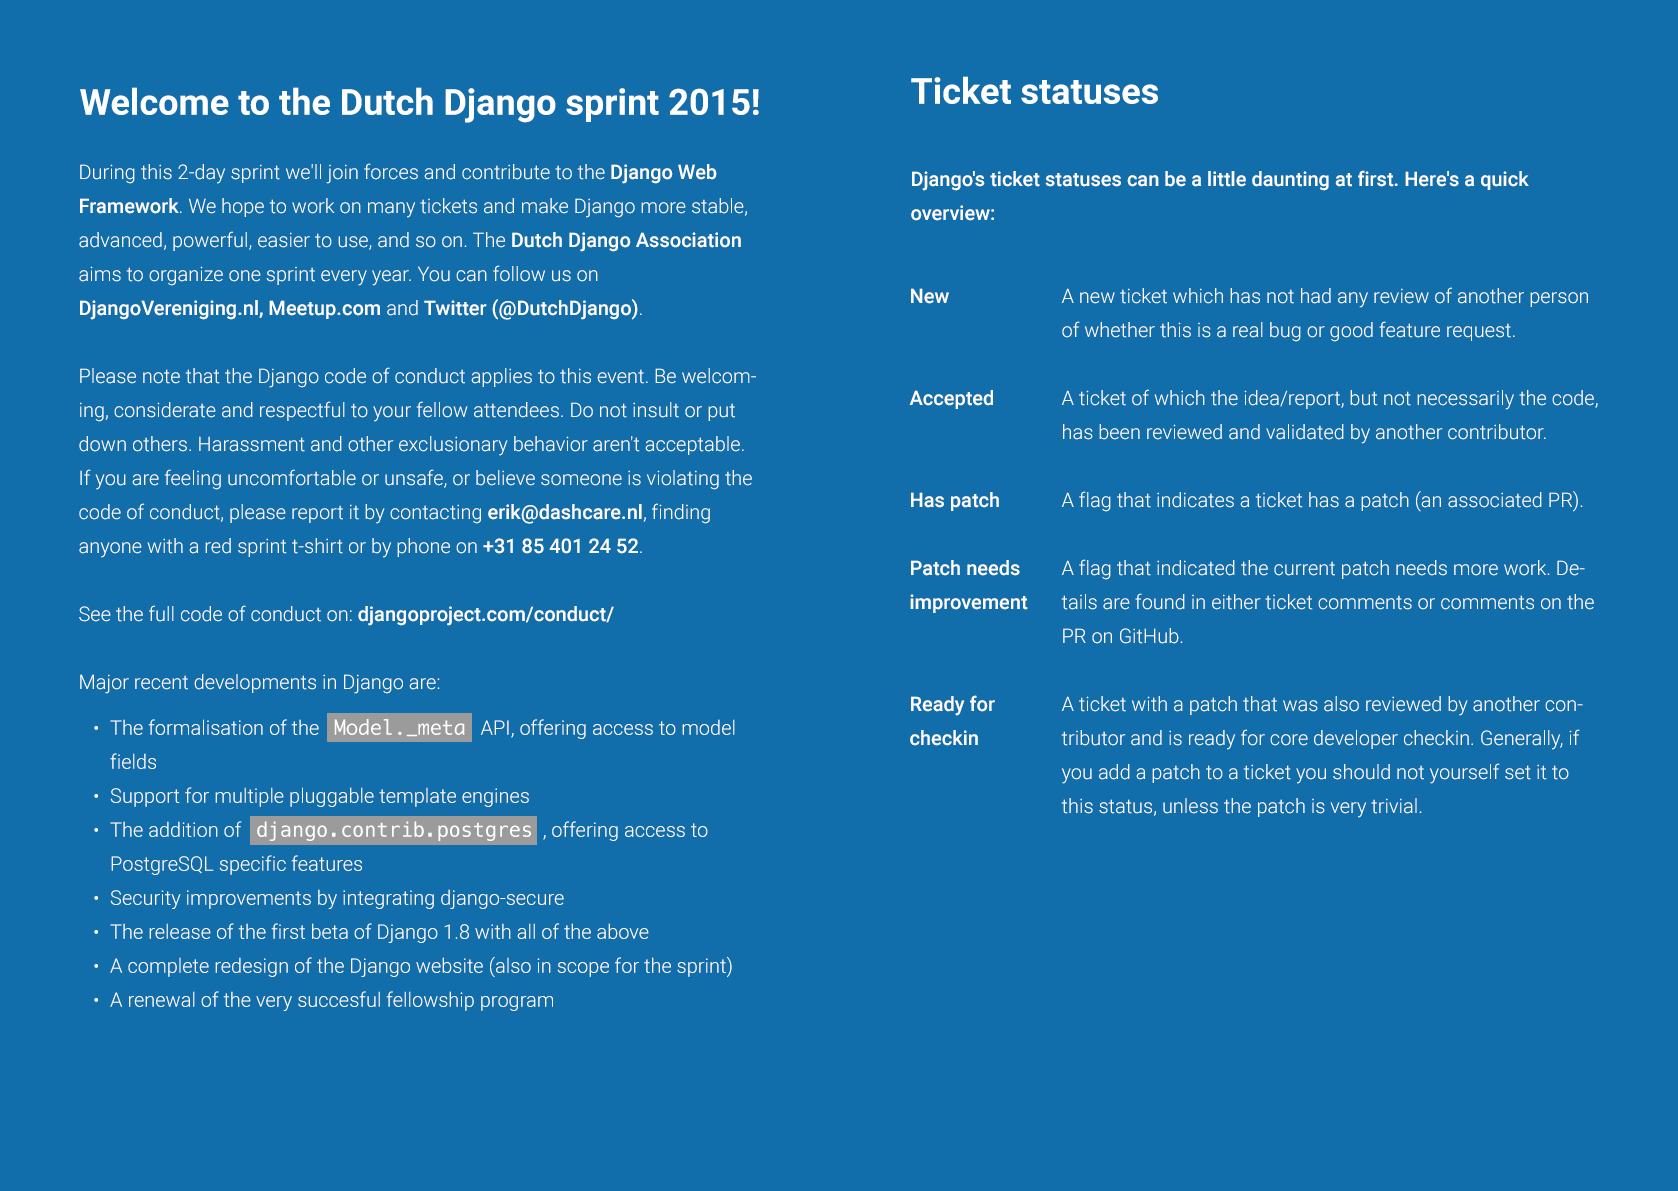 Welcome to the Dutch Django sprint 2015!
During this 2-day sprint we'll join forces and contribute to the Django Web
Framework. We hope to work on many tickets and make Django more stable,
advanced, powerful, easier to use, and so on. The Dutch Django Association
aims to organize one sprint every year. You can follow us on
DjangoVereniging.nl, Meetup.com and Twitter (@DutchDjango).
Please note that the Django code of conduct applies to this event. Be welcom-
ing, considerate and respectful to your fellow attendees. Do not insult or put
down others. Harassment and other exclusionary behavior aren't acceptable.
If you are feeling uncomfortable or unsafe, or believe someone is violating the
code of conduct, please report it by contacting erik@dashcare.nl, finding
anyone with a red sprint t-shirt or by phone on +31 85 401 24 52.
See the full code of conduct on: djangoproject.com/conduct/
Major recent developments in Django are:
• The formalisation of the Model._meta API, offering access to model
fields
• Support for multiple pluggable template engines
• The addition of django.contrib.postgres , offering access to
PostgreSQL specific features
• Security improvements by integrating django-secure
• The release of the first beta of Django 1.8 with all of the above
• A complete redesign of the Django website (also in scope for the sprint)
• A renewal of the very succesful fellowship program
Ticket statuses
Django's ticket statuses can be a little daunting at first. Here's a quick
overview:
New A new ticket which has not had any review of another person
of whether this is a real bug or good feature request.
Accepted A ticket of which the idea/report, but not necessarily the code,
has been reviewed and validated by another contributor.
Has patch A flag that indicates a ticket has a patch (an associated PR).
Patch needs A flag that indicated the current patch needs more work. De-
improvement tails are found in either ticket comments or comments on the
PR on GitHub.
Ready for A ticket with a patch that was also reviewed by another con-
checkin tributor and is ready for core developer checkin. Generally, if
you add a patch to a ticket you should not yourself set it to
this status, unless the patch is very trivial.